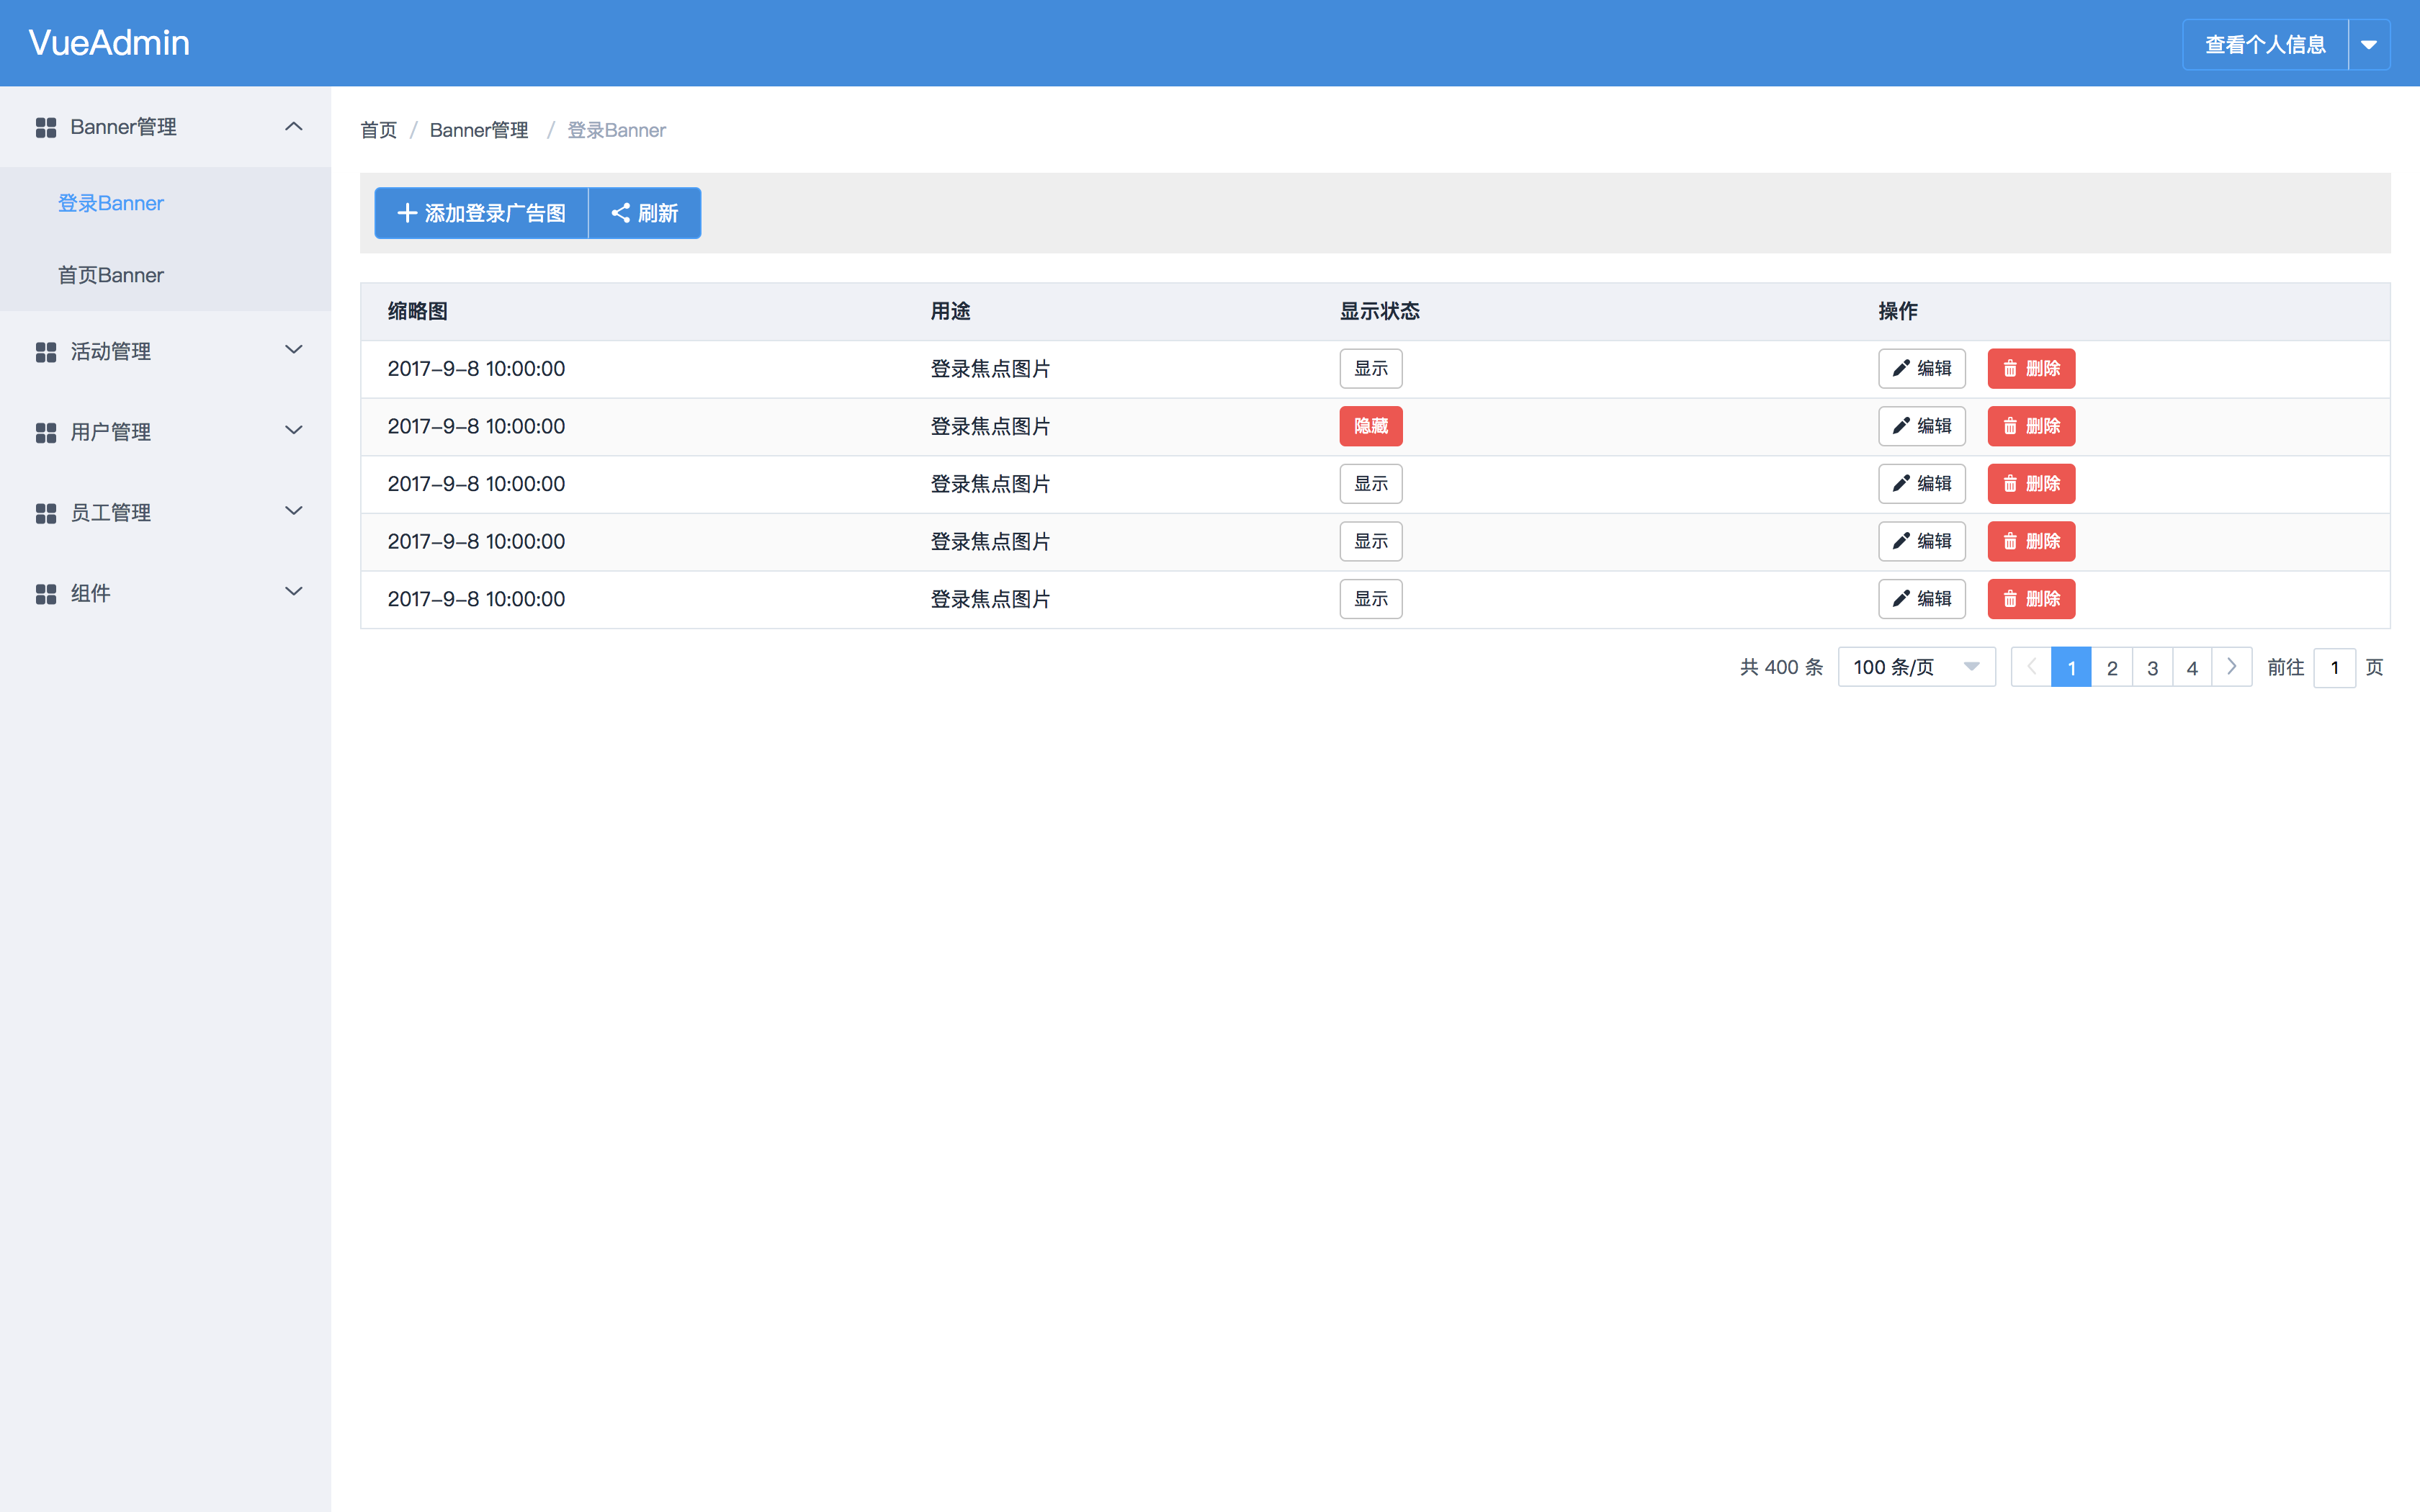 VueAdmin
查看个人信息
Banner管理
登录Banner
首页Banner
活动管理
用户管理
员工管理
组件
首页 / Banner管理 / 登录Banner
添加登录广告图 刷新
缩略图 用途 显示状态 操作
2017-9-8 10:00:00 登录焦点图片 显示 编辑 删除
2017-9-8 10:00:00 登录焦点图片 隐藏 编辑 删除
2017-9-8 10:00:00 登录焦点图片 显示 编辑 删除
2017-9-8 10:00:00 登录焦点图片 显示 编辑 删除
2017-9-8 10:00:00 登录焦点图片 显示 编辑 删除
共 400 条 100 条/页 1 2 3 4 前往 1 页